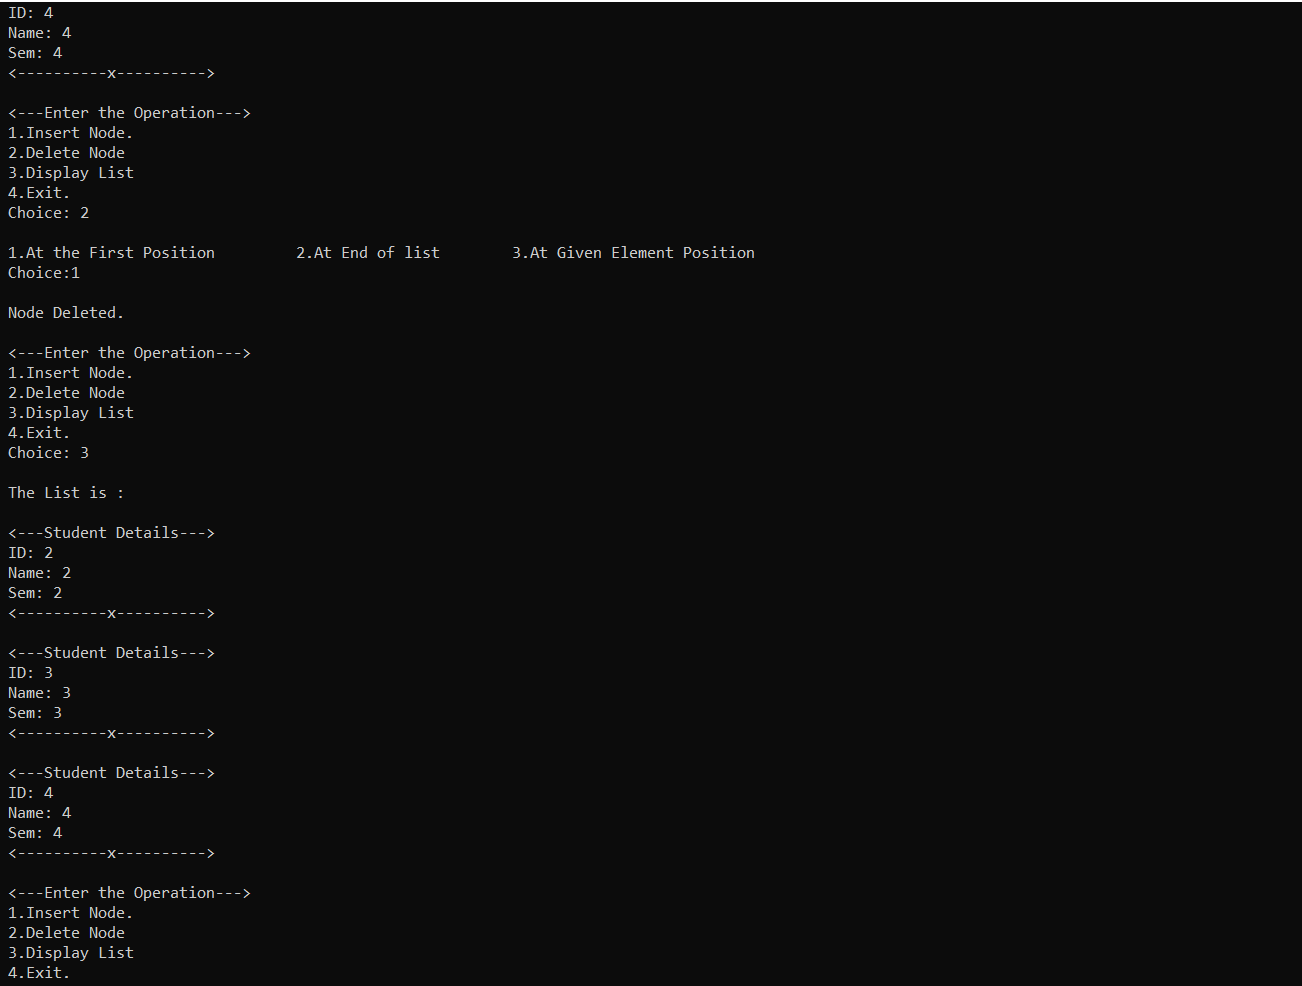 ID: 4
Name: 4
Sem: 4
<----------x---------->
<---Enter the Operation--->
1.Insert Node.
2.Delete Node
3.Display List
4.Exit.
Choice: 2
1.At the First Position         2.At End of list        3.At Given Element Position
Choice:1
Node Deleted.
<---Enter the Operation--->
1.Insert Node.
2.Delete Node
3.Display List
4.Exit.
Choice: 3
The List is :
<---Student Details--->
ID: 2
Name: 2
Sem: 2
<----------x---------->
<---Student Details--->
ID: 3
Name: 3
Sem: 3
<----------x---------->
<---Student Details--->
ID: 4
Name: 4
Sem: 4
<----------x---------->
<---Enter the Operation--->
1.Insert Node.
2.Delete Node
3.Display List
4.Exit.